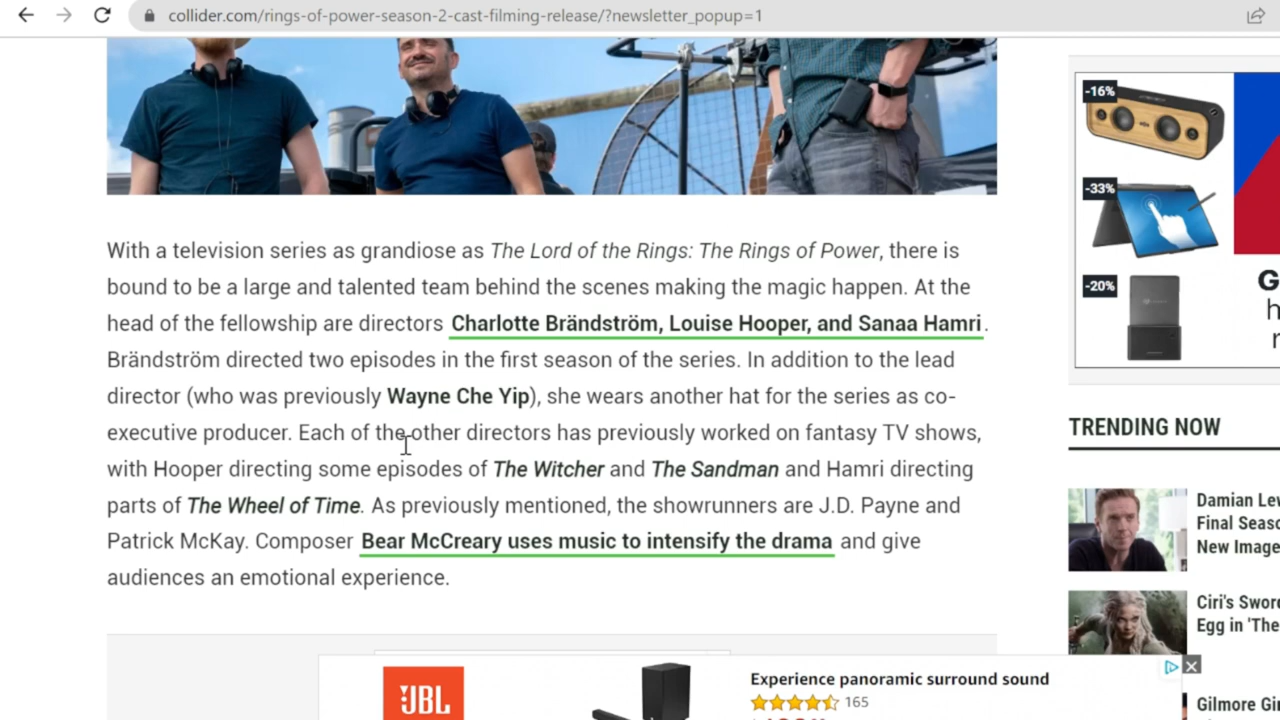 collider.com/rings-of-power-season-2-cast-filming-release/?newsletter_popup=1
With a television series as grandiose as The Lord of the Rings: The Rings of Power, there is
bound to be a large and talented team behind the scenes making the magic happen. At the
head of the fellowship are directors Charlotte Brändström, Louise Hooper, and Sanaa Hamri.
Brändström directed two episodes in the first season of the series. In addition to the lead
director (who was previously Wayne Che Yip), she wears another hat for the series as co-
executive producer. Each of the other directors has previously worked on fantasy TV shows,
with Hooper directing some episodes of The Witcher and The Sandman and Hamri directing
parts of The Wheel of Time. As previously mentioned, the showrunners are J.D. Payne and
Patrick McKay. Composer Bear McCreary uses music to intensify the drama and give
audiences an emotional experience.
-16%
-33%
-20%
G
h
r
TRENDING NOW
Damian Lew
Final Seaso
New Image
Ciri's Sword
Egg in 'The
Gilmore Gi
JBL
Experience panoramic surround sound
165